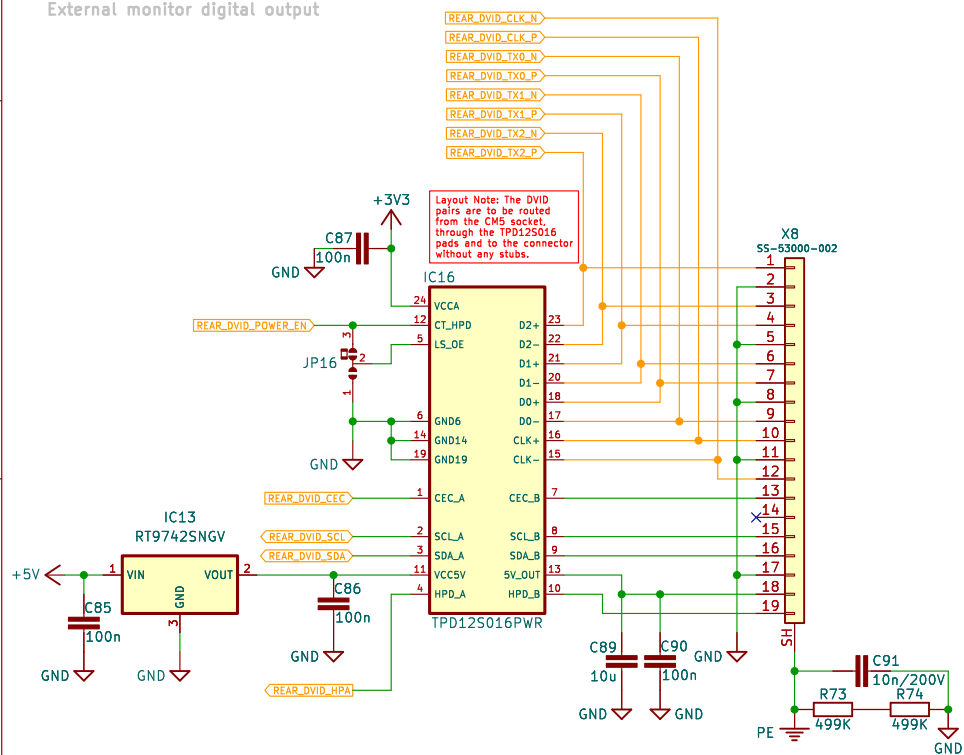 External monitor digital output
REAR_DVID_CLK_N
REAR_DVID_CLK_P
REAR_DVID_TX0_N
REAR_DVID_TX0_P
REAR_DVID_TX1_N
REAR_DVID_TX1_P
REAR_DVID_TX2_N
REAR_DVID_TX2_P
Layout Note: The DVID
pairs are to be routed
from the CM5 socket,
through the TPD12S016
pads and to the connector
without any stubs.
+3V3
C87
100n
GND
IC16
24 VCCA
12 CT_HPD
5 LS_OE
6 GND6
14 GND14
19 GND19
1 CEC_A
2 SCL_A
3 SDA_A
11 VCC5V
4 HPD_A
D2+ 23
D2- 22
D1+ 21
D1- 20
D0+ 18
D0- 17
CLK+ 16
CLK- 15
CEC_B 7
SCL_B 8
SDA_B 9
5V_OUT 13
HPD_B 10
TPD12S016PWR
REAR_DVID_POWER_EN
3
JP16 2
1
GND
REAR_DVID_CEC
REAR_DVID_SCL
REAR_DVID_SDA
REAR_DVID_HPA
IC13
RT9742SNGV
+5V
1 VIN
VOUT 2
GND
3
C85
100n
GND
GND
C86
100n
GND
X8
SS-53000-002
1
2
3
4
5
6
7
8
9
10
11
12
13
14
15
16
17
18
19
SH
C89
10u
GND
C90
100n
GND
GND
C91
10n/200V
R73
499K
R74
499K
PE
GND